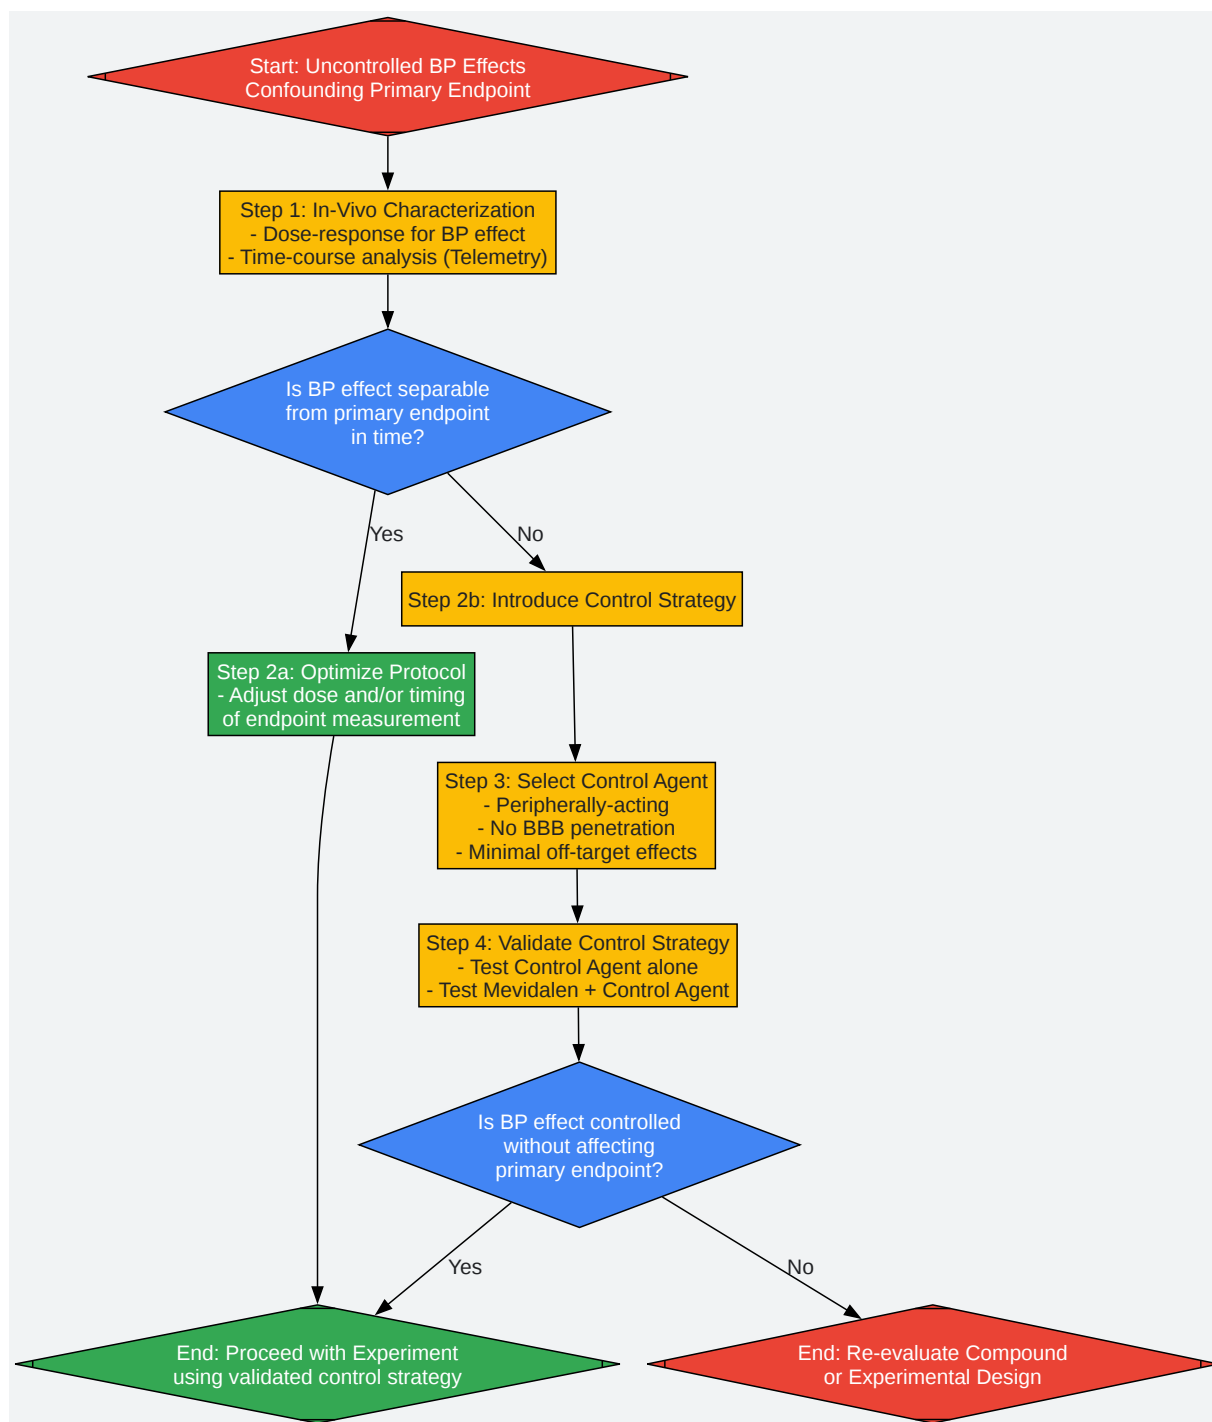 Start: Uncontrolled BP Effects
Confounding Primary Endpoint
Step 1: In-Vivo Characterization
- Dose-response for BP effect
- Time-course analysis (Telemetry)
Is BP effect separable
from primary endpoint
in time?
Yes
No
Step 2b: Introduce Control Strategy
Step 2a: Optimize Protocol
- Adjust dose and/or timing
of endpoint measurement
Step 3: Select Control Agent
- Peripherally-acting
- No BBB penetration
- Minimal off-target effects
Step 4: Validate Control Strategy
- Test Control Agent alone
- Test Mevidalen + Control Agent
Is BP effect controlled
without affecting
primary endpoint?
Yes
No
End: Proceed with Experiment
using validated control strategy
End: Re-evaluate Compound
or Experimental Design